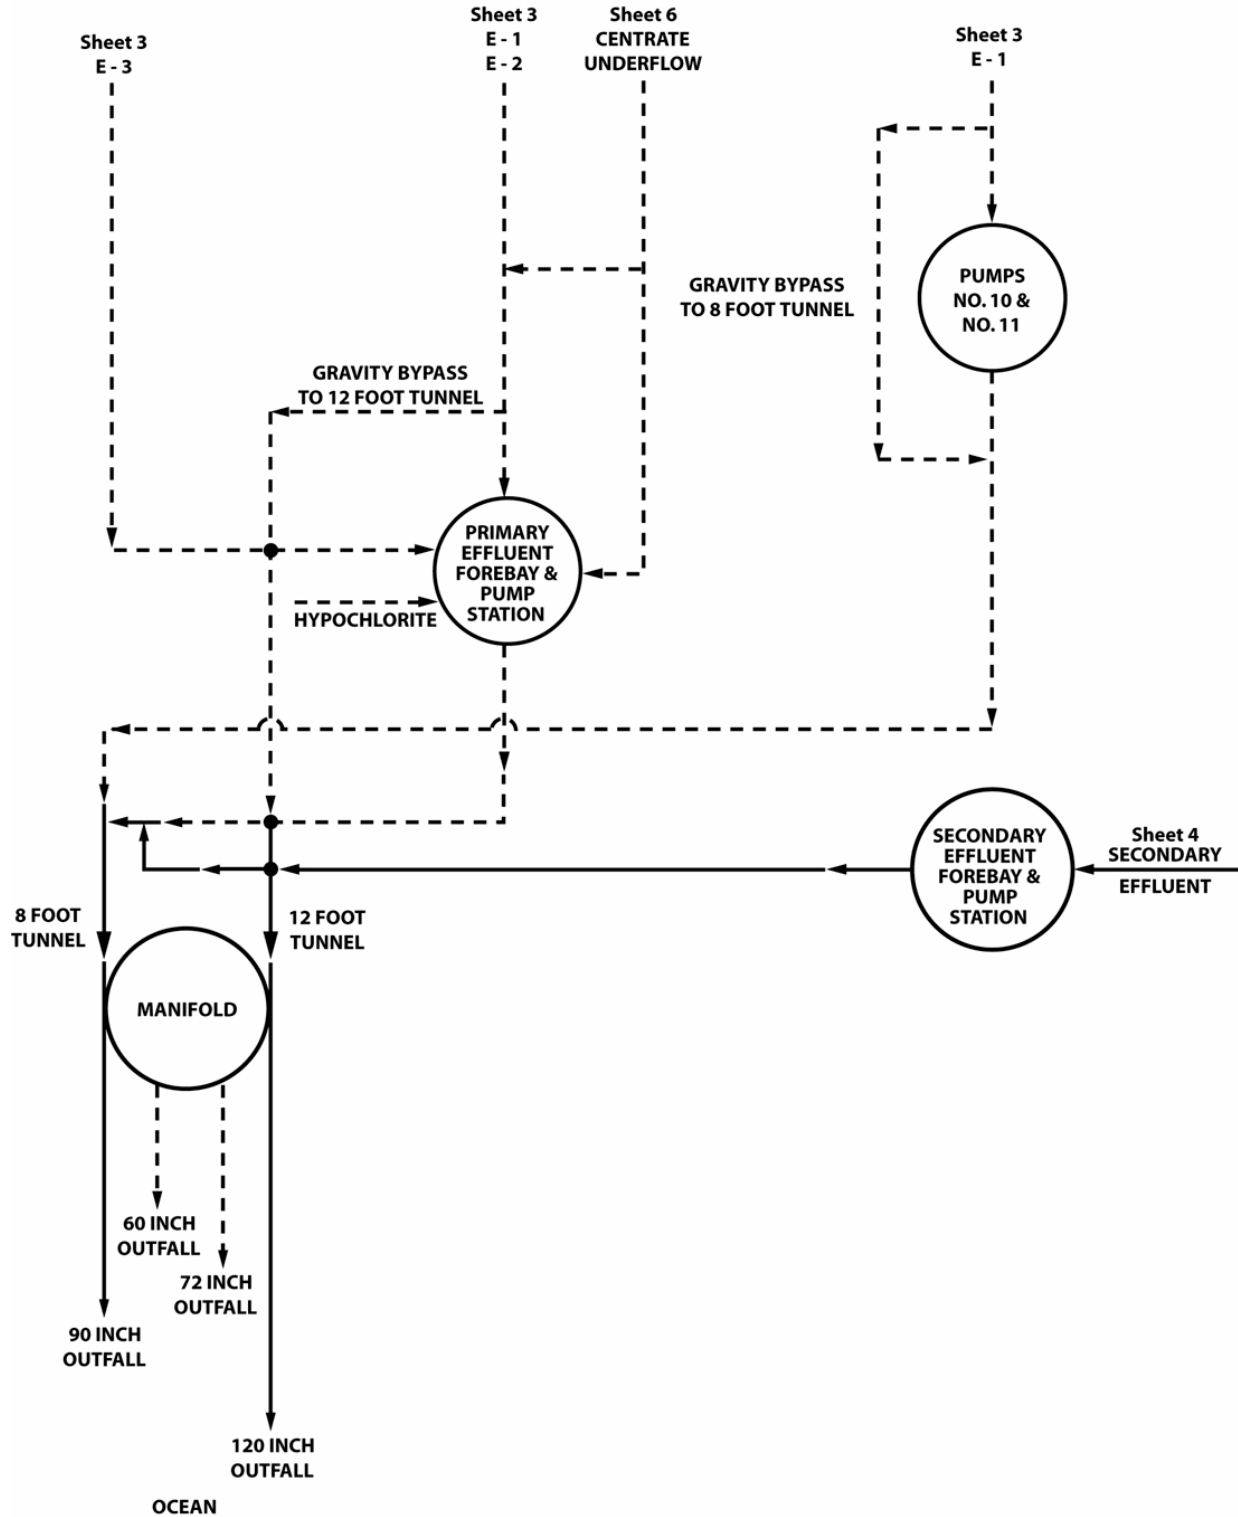 Sheet 3
E - 3
Sheet 3
E - 1
E - 2
Sheet 6
CENTRATE
UNDERFLOW
Sheet 3
E - 1
GRAVITY BYPASS
TO 8 FOOT TUNNEL
PUMPS
NO. 10 &
NO. 11
GRAVITY BYPASS
TO 12 FOOT TUNNEL
PRIMARY
EFFLUENT
FOREBAY &
PUMP
STATION
HYPOCHLORITE
SECONDARY
EFFLUENT
FOREBAY &
PUMP
STATION
Sheet 4
SECONDARY
EFFLUENT
8 FOOT
TUNNEL
12 FOOT
TUNNEL
MANIFOLD
60 INCH
OUTFALL
72 INCH
OUTFALL
90 INCH
OUTFALL
120 INCH
OUTFALL
OCEAN